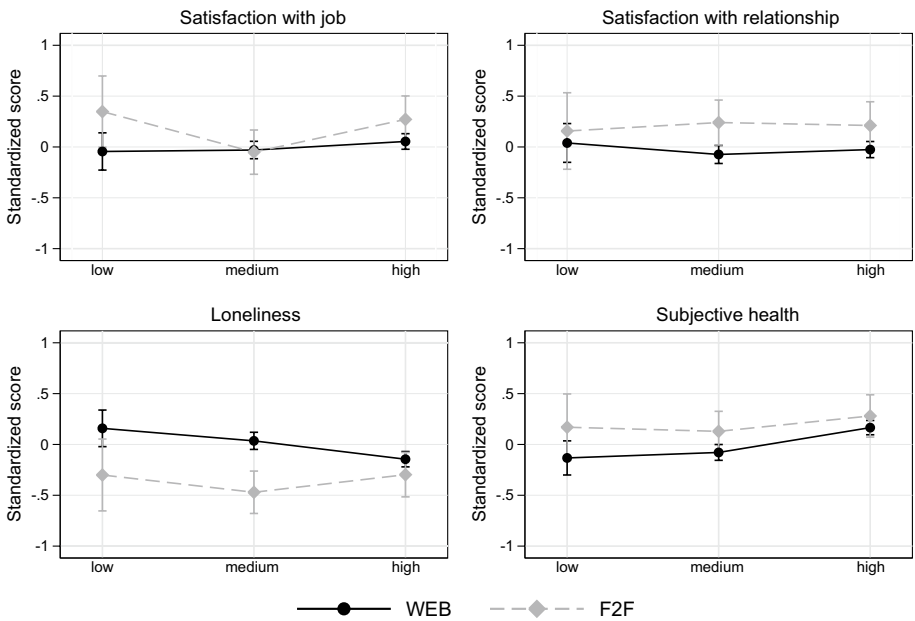 Satisfaction with job
Satisfaction with relationship
Standardized score
1
.5
0
-.5
-1
low medium high
Standardized score
1
.5
0
-.5
-1
low medium high
Loneliness
Subjective health
Standardized score
1
.5
0
-.5
-1
low medium high
Standardized score
1
.5
0
-.5
-1
low medium high
WEB F2F